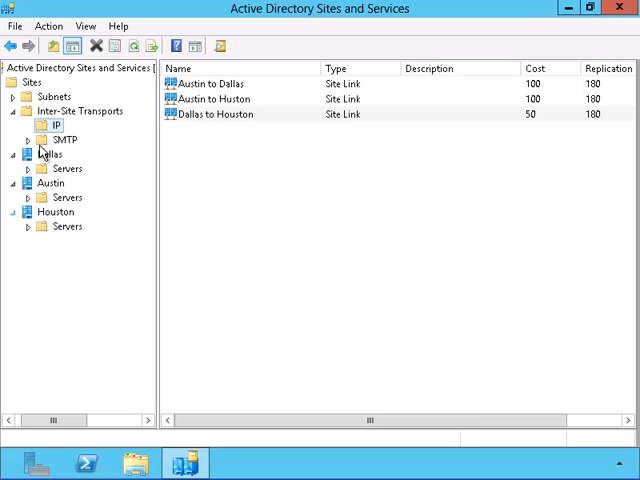 Active Directory Sites and Services
File Action View Help
Active Directory Sites and Services [
Sites
Subnets
Inter-Site Transports
IP
SMTP
Dallas
Servers
Austin
Servers
Houston
Servers
Name Type Description Cost Replication
Austin to Dallas Site Link 100 180
Austin to Huston Site Link 100 180
Dallas to Houston Site Link 50 180